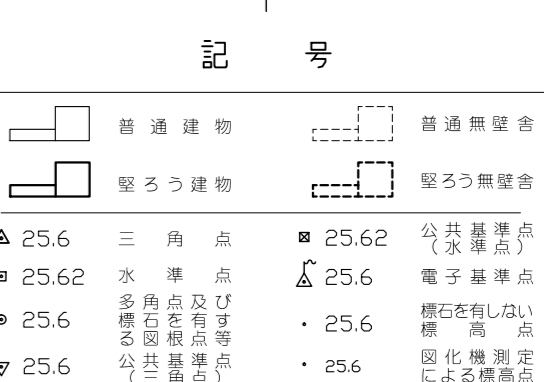 記号
普通建物
普通無壁舎
堅ろう建物
堅ろう無壁舎
25.6 三角点
25.62 公共基準点
(水準点)
25.62 水準点
25.6 電子基準点
25.6 多角点及び
標石を有す
る図根点等
25.6 標石を有しない
標高点
25.6 公共基準点
(三角点)
25.6 図化機測定
による標高点